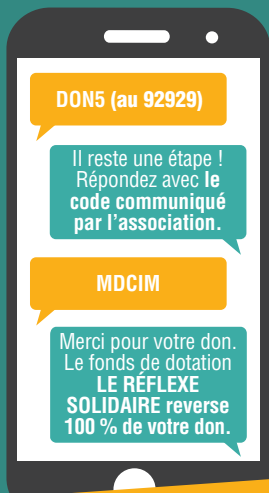 DON5 (au 92929)
Il reste une étape !
Répondez avec le
code communiqué
par l'association.
MDCIM
Merci pour votre don.
Le fonds de dotation
LE RÉFLEXE
SOLIDAIRE reverse
100 % de votre don.